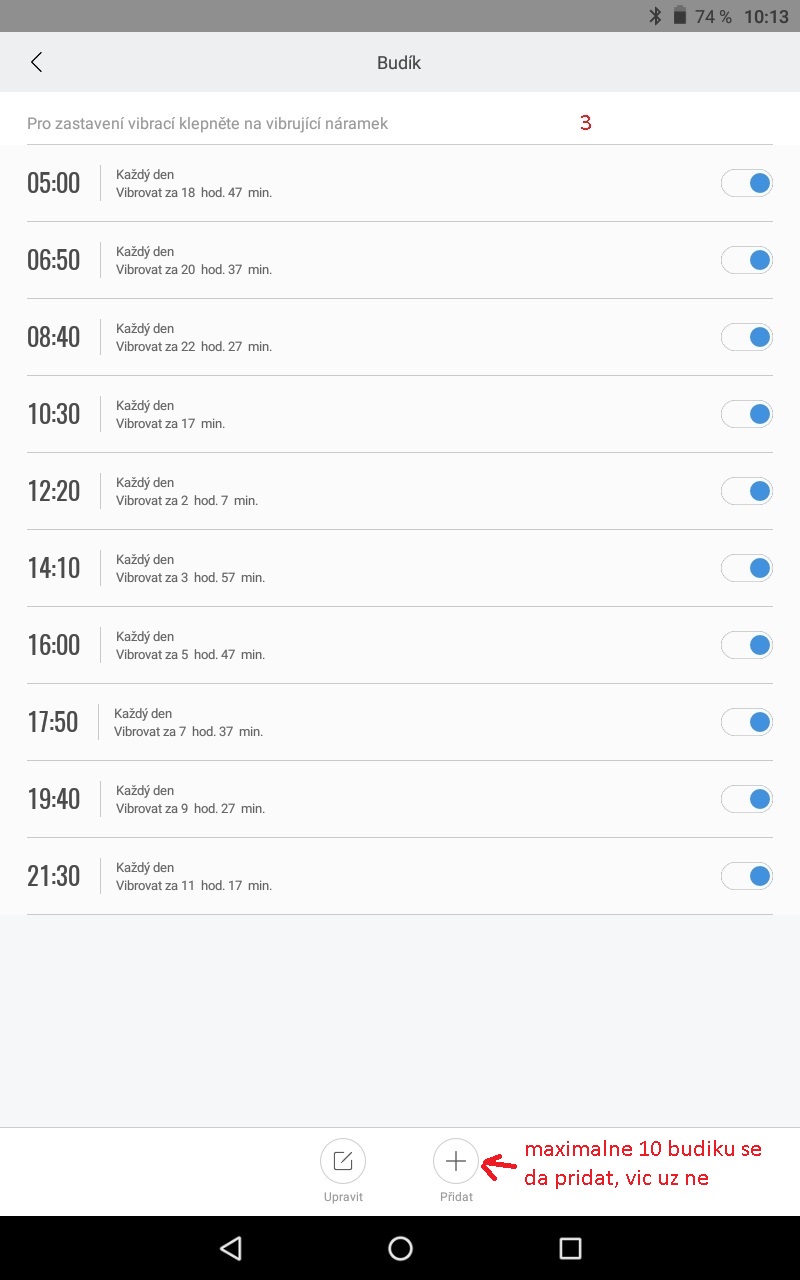 74 % 10:13
Budík
Pro zastavení vibrací klepněte na vibrující náramek
3
05:00
Každý den
Vibrovat za 18 hod. 47 min.
06:50
Každý den
Vibrovat za 20 hod. 37 min.
08:40
Každý den
Vibrovat za 22 hod. 27 min.
10:30
Každý den
Vibrovat za 17 min.
12:20
Každý den
Vibrovat za 2 hod. 7 min.
14:10
Každý den
Vibrovat za 3 hod. 57 min.
16:00
Každý den
Vibrovat za 5 hod. 47 min.
17:50
Každý den
Vibrovat za 7 hod. 37 min.
19:40
Každý den
Vibrovat za 9 hod. 27 min.
21:30
Každý den
Vibrovat za 11 hod. 17 min.
Upravit
Přidat
maximalne 10 budiku se
da pridat, vic uz ne